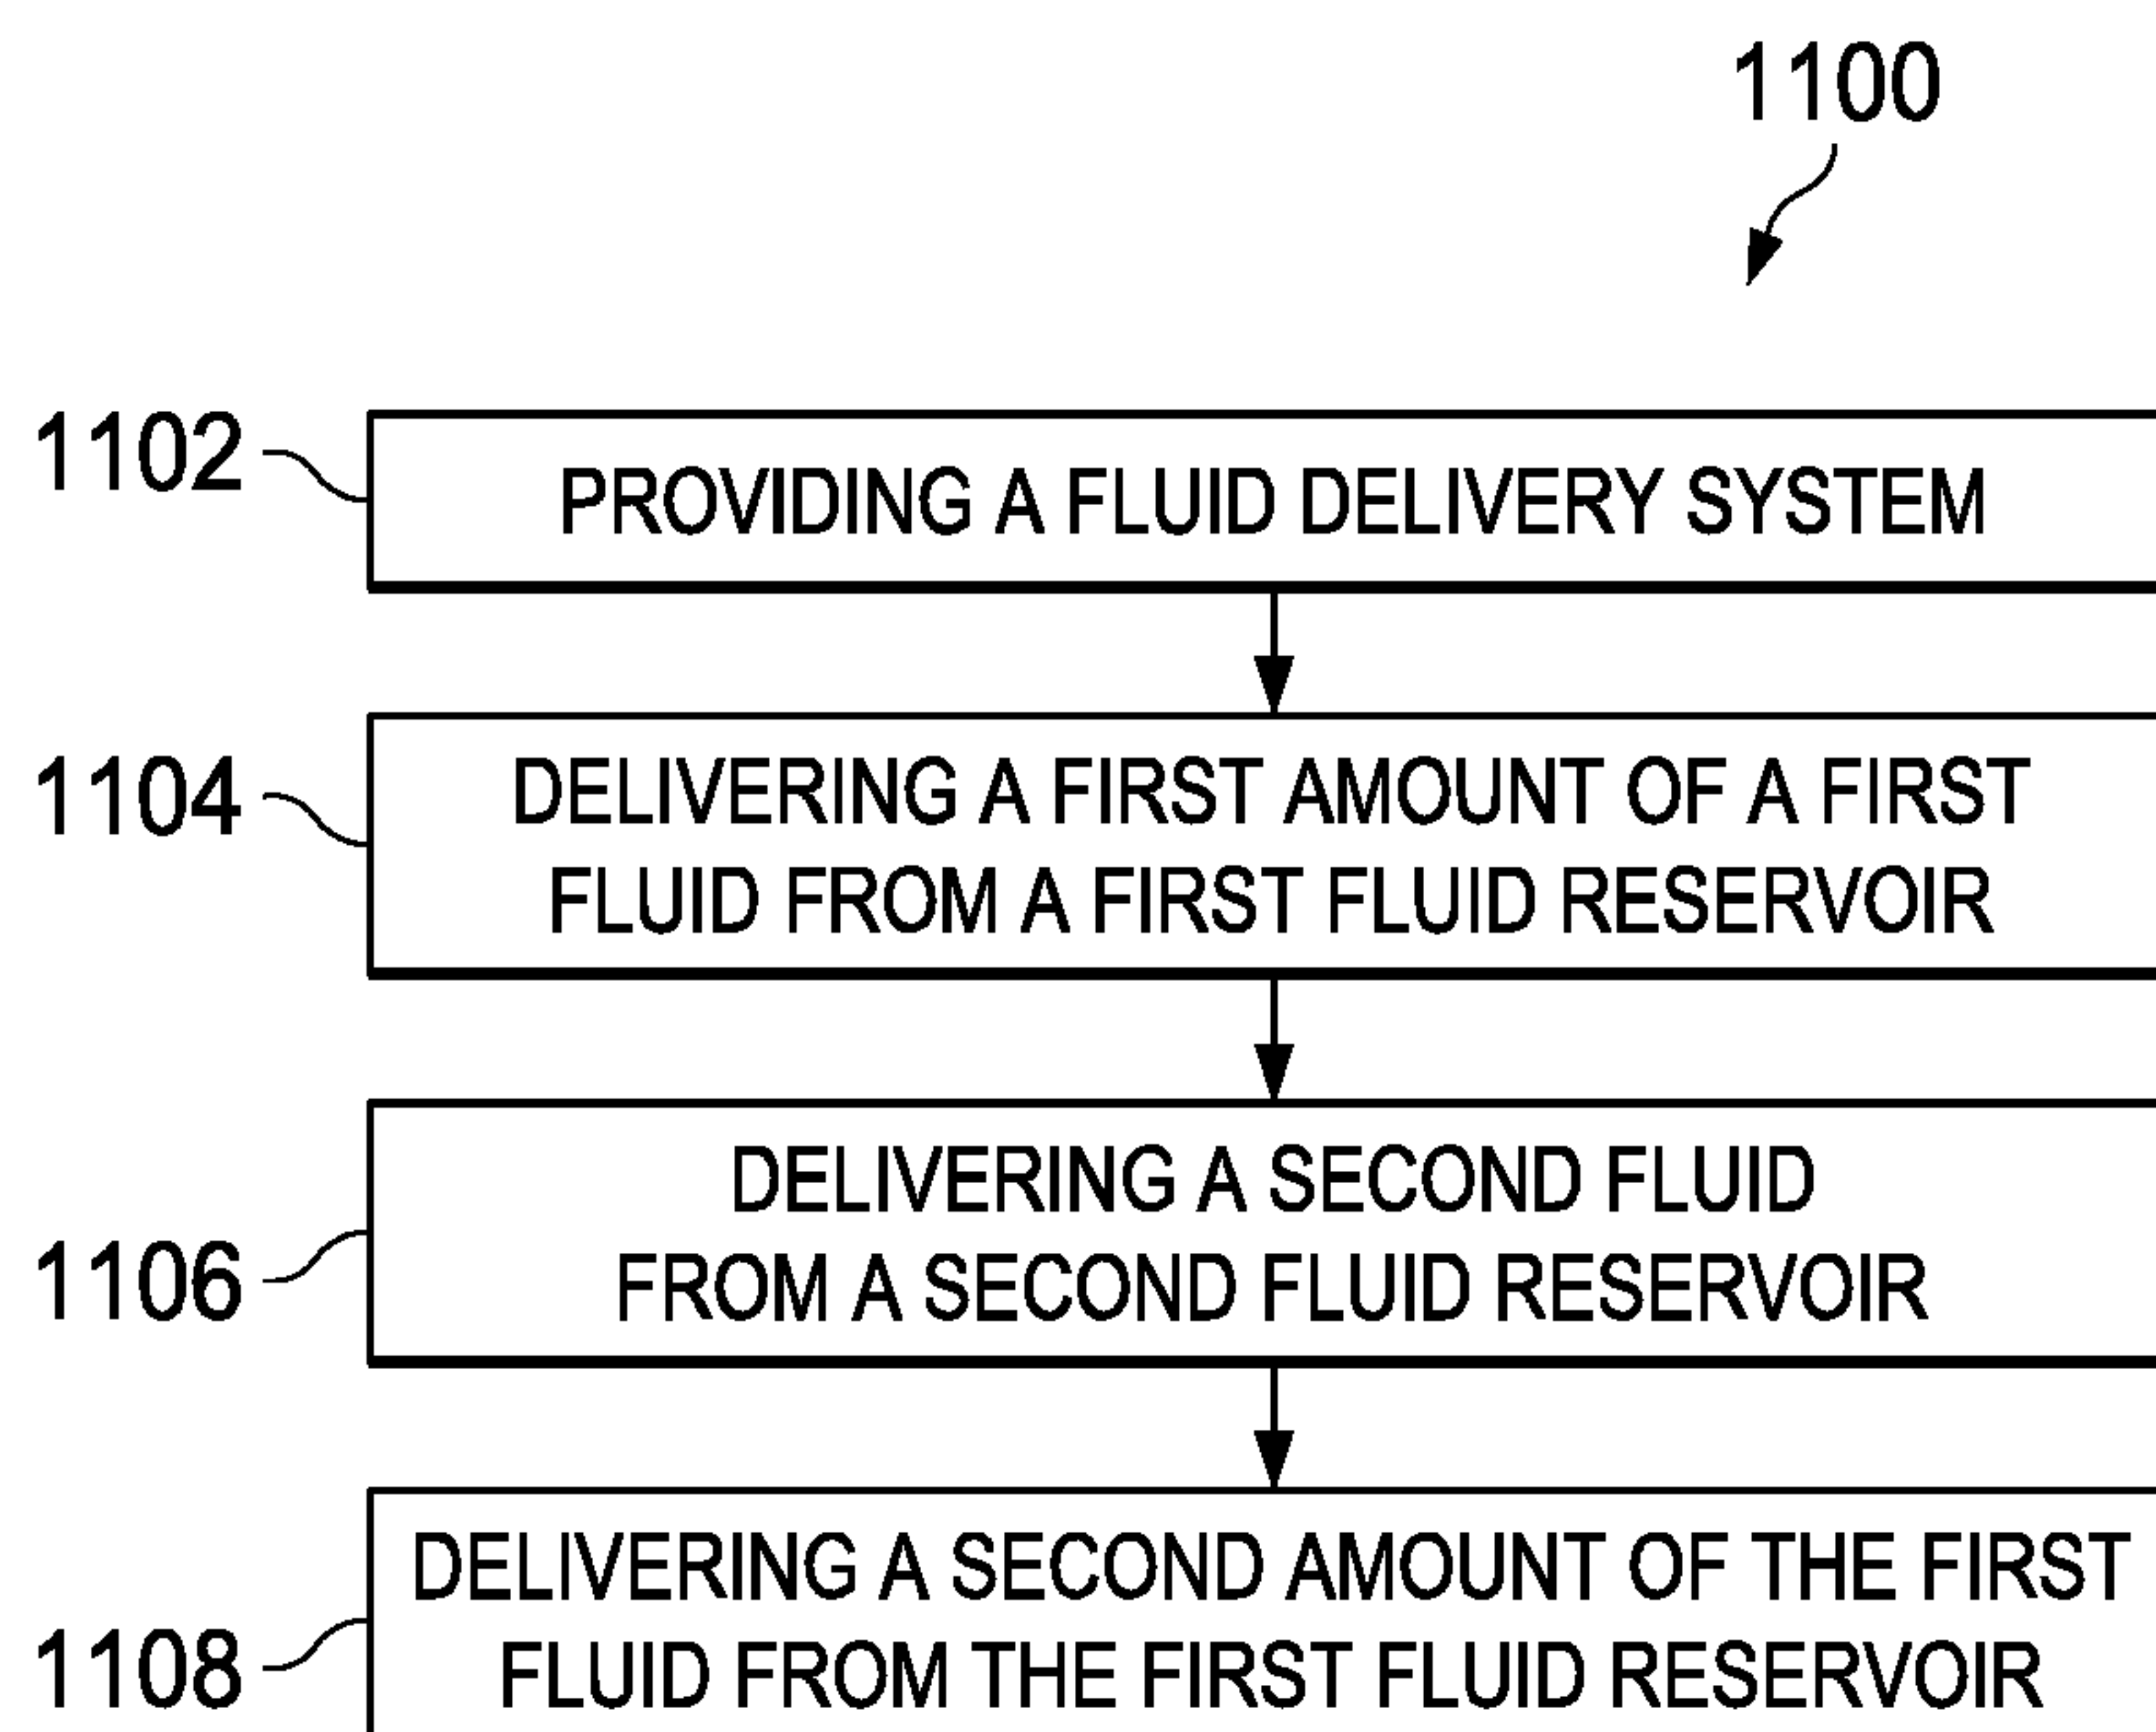 1100
1102
PROVIDING A FLUID DELIVERY SYSTEM
1104
DELIVERING A FIRST AMOUNT OF A FIRST
FLUID FROM A FIRST FLUID RESERVOIR
1106
DELIVERING A SECOND FLUID
FROM A SECOND FLUID RESERVOIR
1108
DELIVERING A SECOND AMOUNT OF THE FIRST
FLUID FROM THE FIRST FLUID RESERVOIR